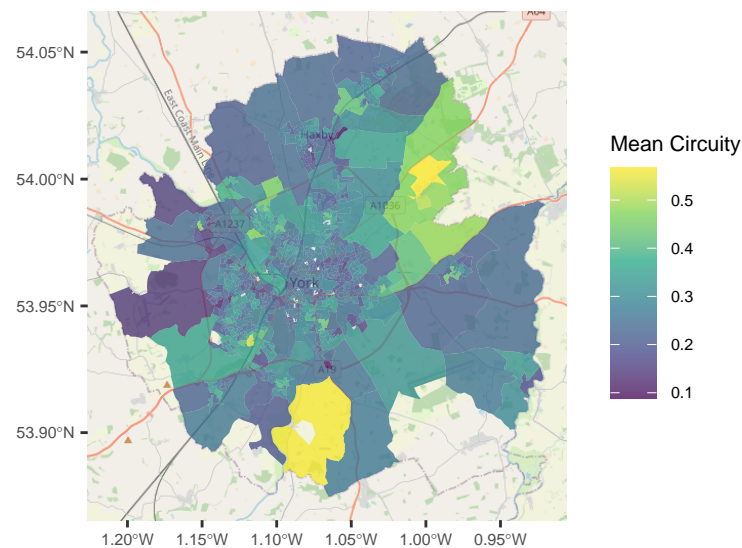 A64
54.05°N
East Coast Main L
Haxby
Mean Circuity
54.00°N
0.5
A1036
A1237
0.4
York
0.3
53.95°N
0.2
A19
0.1
53.90°N
1.20°W 1.15°W 1.10°W 1.05°W 1.00°W 0.95°W